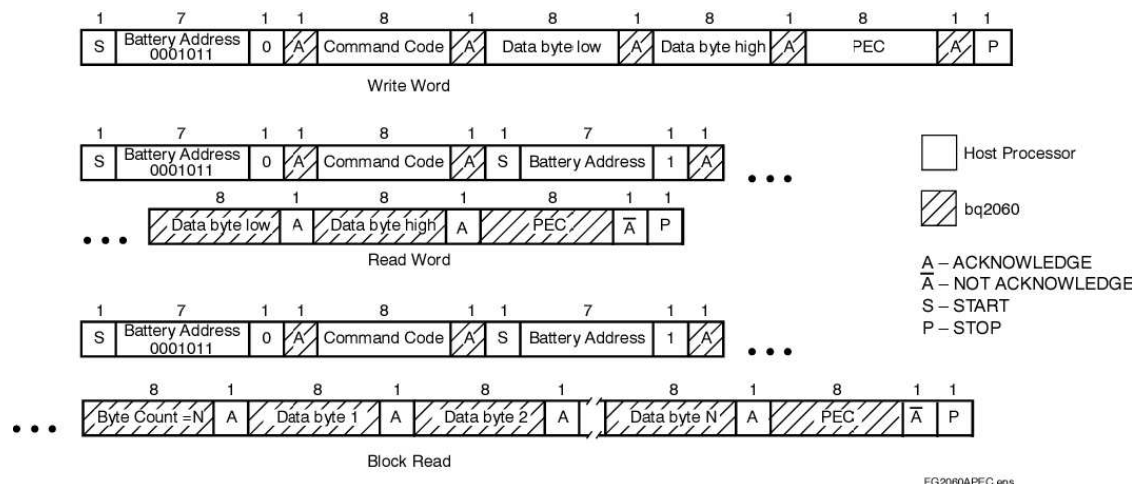 1 7 1 1 8 1 8 1 8 1 8 1 1
S Battery Address 0001011 0 A Command Code A Data byte low A Data byte high A PEC A P
Write Word
1 7 1 1 8 1 1 7 1 1
S Battery Address 0001011 0 A Command Code A S Battery Address 1 A
8 1 8 1 8 1 1
Data byte low A Data byte high A PEC A̅ P
Read Word
1 7 1 1 8 1 1 7 1 1
S Battery Address 0001011 0 A Command Code A S Battery Address 1 A
8 1 8 1 8 1 8 1 8 1 1
Byte Count =N A Data byte 1 A Data byte 2 A Data byte N A PEC A̅ P
Block Read
Host Processor
bq2060
A – ACKNOWLEDGE
A̅ – NOT ACKNOWLEDGE
S – START
P – STOP
FG2060APEC.eps